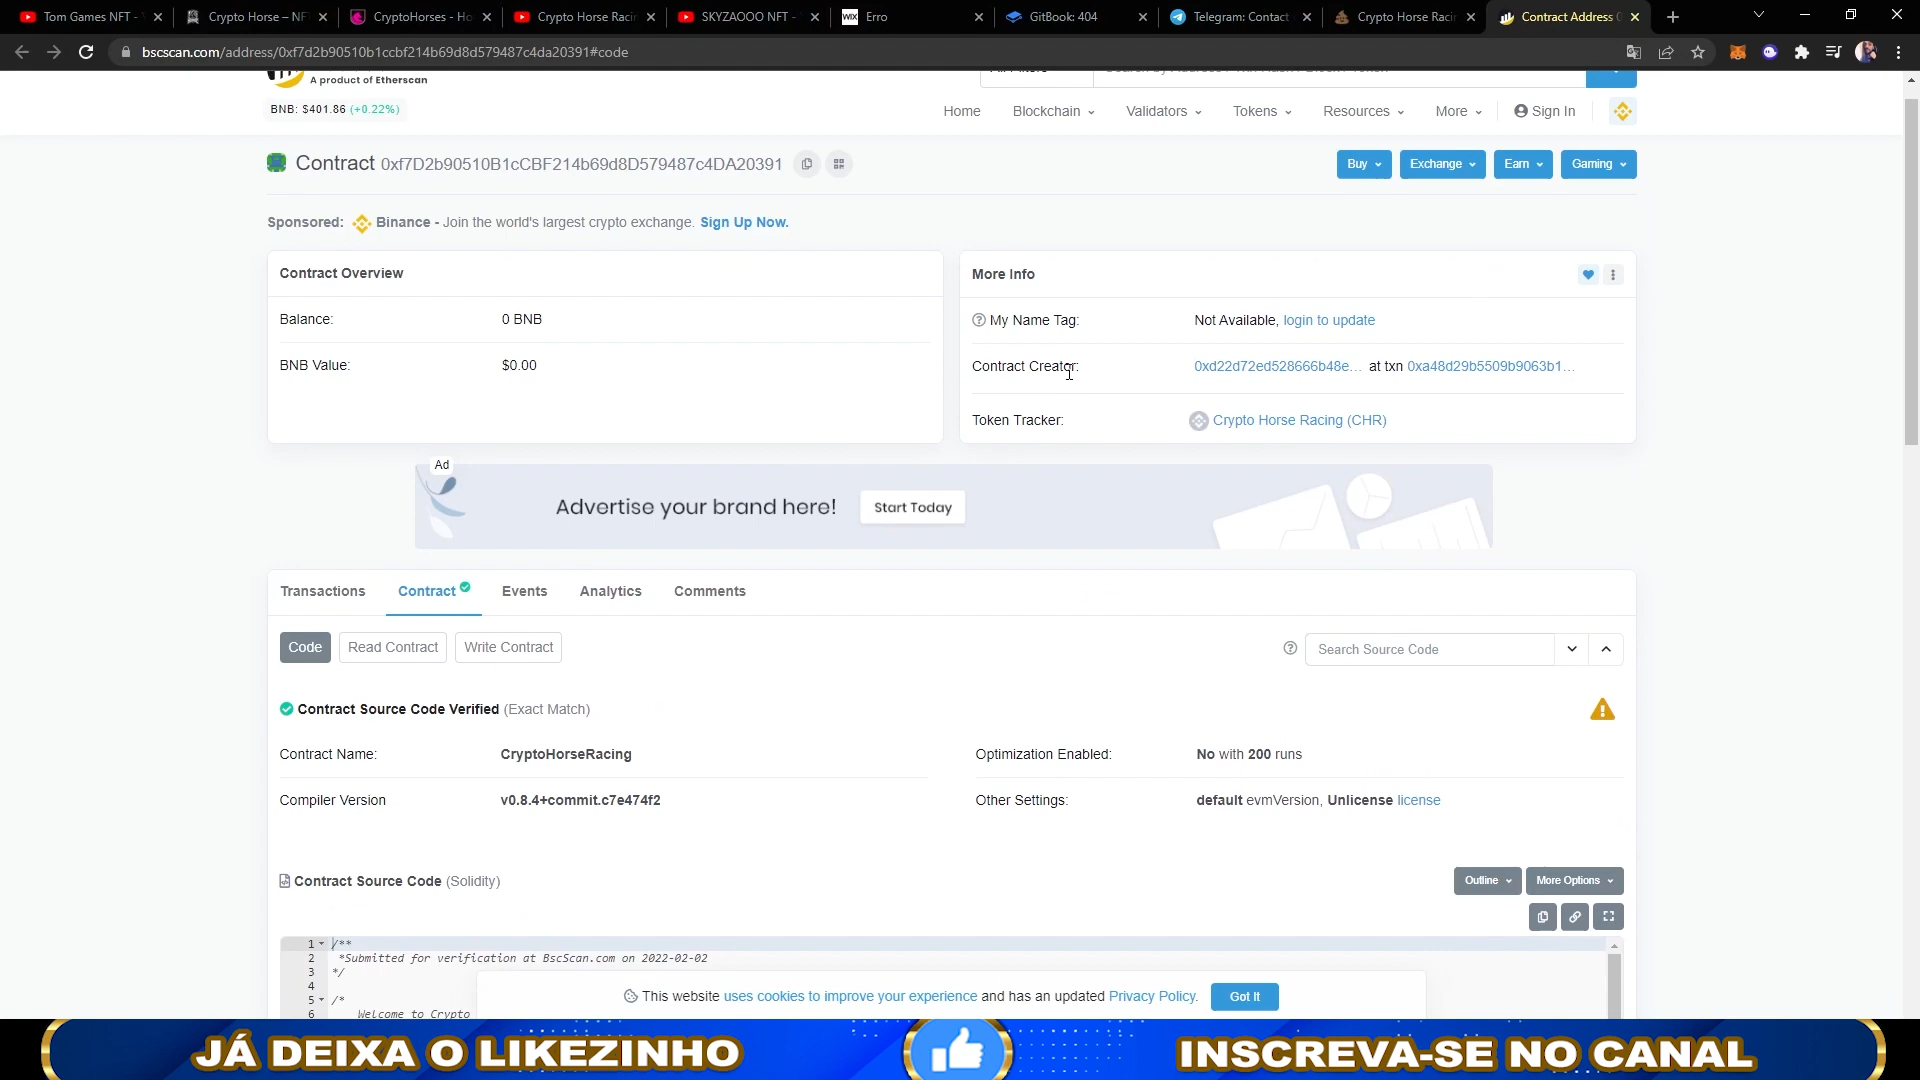 Tom Games NFT - Y
Crypto Horse – NF
CryptoHorses - Ho
Crypto Horse Racin
SKYZAOOO NFT - 
WIX Erro
GitBook: 404
Telegram: Contact
Crypto Horse Racin
Contract Address 0
bscscan.com/address/0xf7d2b90510b1ccbf214b69d8d579487c4da20391#code
A product of Etherscan
BNB: $401.86 (+0.22%)
Home
Blockchain
Validators
Tokens
Resources
More
Sign In
Contract 0xf7D2b90510B1cCBF214b69d8D579487c4DA20391
Buy
Exchange
Earn
Gaming
Sponsored: Binance - Join the world's largest crypto exchange. Sign Up Now.
Contract Overview
Balance: 0 BNB
BNB Value: $0.00
More Info
My Name Tag: Not Available, login to update
Contract Creator: 0xd22d72ed528666b48e... at txn 0xa48d29b5509b9063b1...
Token Tracker: Crypto Horse Racing (CHR)
Ad
Advertise your brand here! Start Today
Transactions
Contract
Events
Analytics
Comments
Code
Read Contract
Write Contract
Search Source Code
Contract Source Code Verified (Exact Match)
Contract Name: CryptoHorseRacing
Compiler Version v0.8.4+commit.c7e474f2
Optimization Enabled: No with 200 runs
Other Settings: default evmVersion, Unlicense license
Contract Source Code (Solidity)
Outline
More Options
1 /**
2 *Submitted for verification at BscScan.com on 2022-02-02
3 */
4
5 /*
6 Welcome to Crypto
This website uses cookies to improve your experience and has an updated Privacy Policy. Got It
JÁ DEIXA O LIKEZINHO
INSCREVA-SE NO CANAL